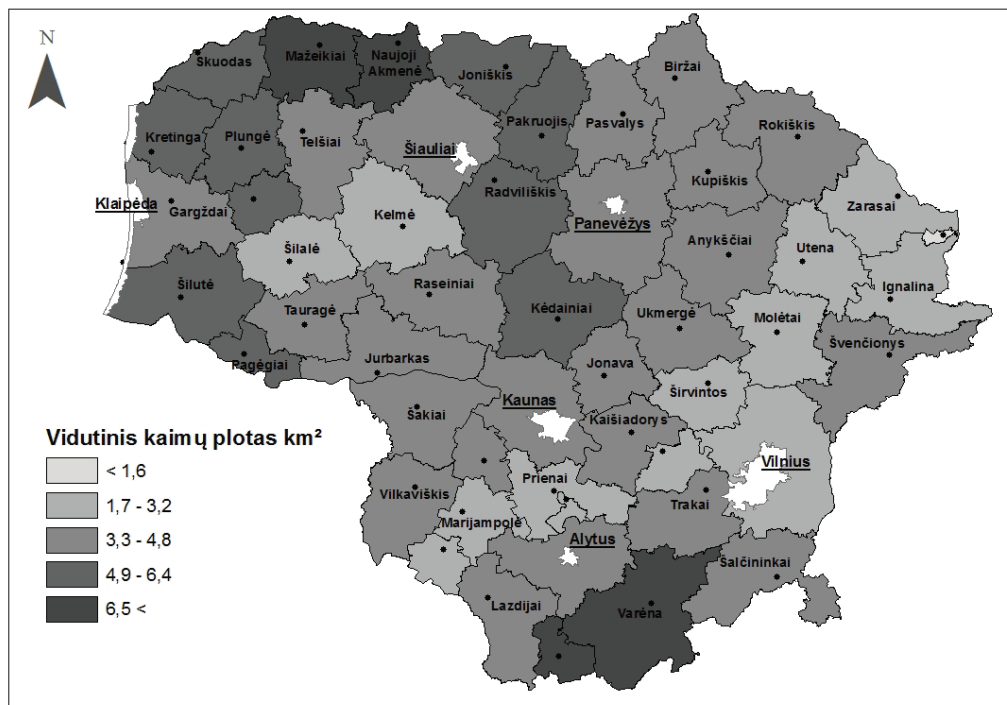 N
Skuodas
Mažeikiai
Naujoji
Akmenė
Joniškis
Biržai
Pakruojis
Pasvalys
Rokiškis
Kretinga
Plungė
Telšiai
Šiauliai
Kupiškis
Radviliškis
Klaipėda
Gargždai
Kelmė
Panevėžys
Zarasai
Šilalė
Anykščiai
Utena
Šilutė
Raseiniai
Ignalina
Tauragė
Kėdainiai
Ukmergė
Molėtai
Švenčionys
Pagėgiai
Jurbarkas
Jonava
Širvintos
Šakiai
Kaunas
Kaišiadorys
Vilnius
Vilkaviškis
Prienai
Trakai
Marijampolė
Alytus
Šalčininkai
Lazdijai
Varėna
Vidutinis kaimų plotas km²
< 1,6
1,7 - 3,2
3,3 - 4,8
4,9 - 6,4
6,5 <